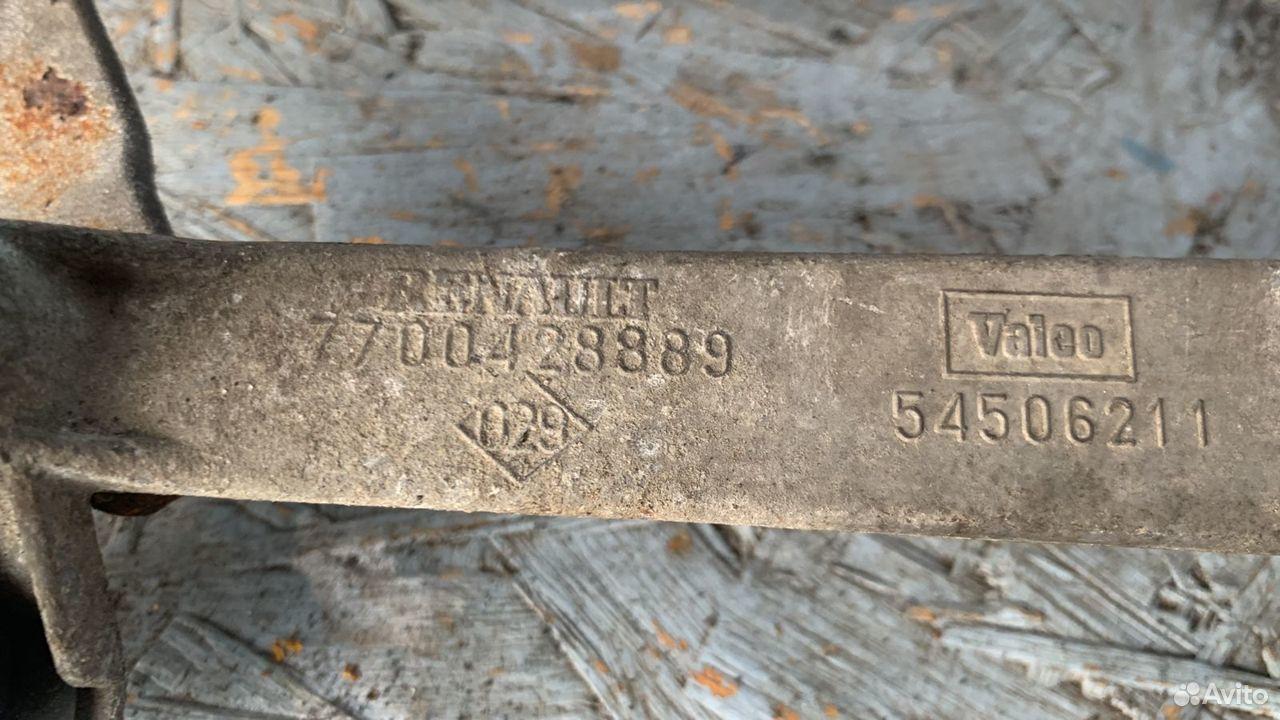 RENAULT
7700428889
029
Valeo
54506211
Avito